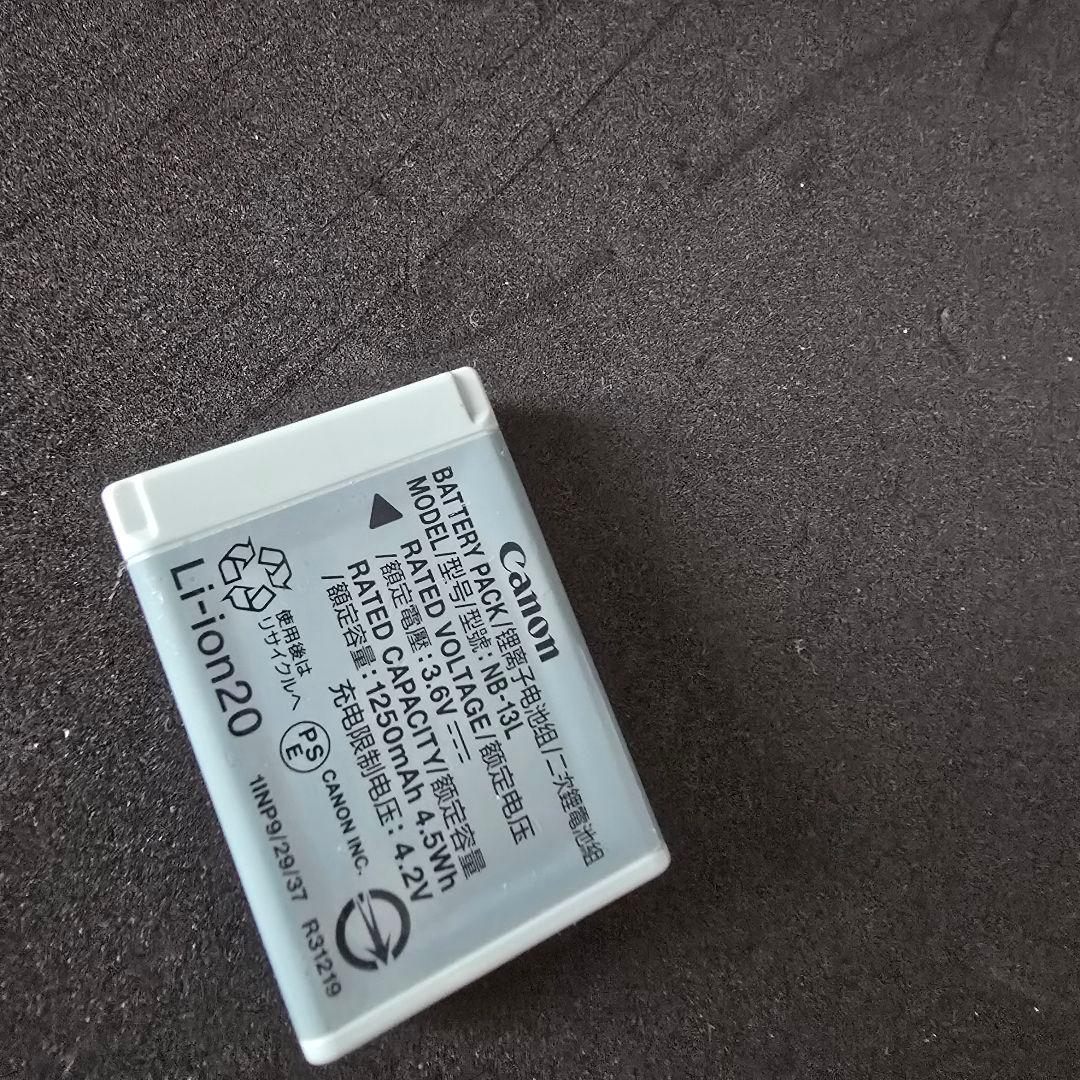 Canon
BATTERY PACK/锂离子电池组/二次鋰電池組
MODEL/型号/型號: NB-13L
RATED VOLTAGE/额定电压
/額定電壓: 3.6V
RATED CAPACITY/额定容量
/額定容量: 1250mAh 4.5Wh
充电限制电压: 4.2V
使用後は
リサイクルへ
PS
E
CANON INC.
Li-ion20
1INP9/29/37 R31219